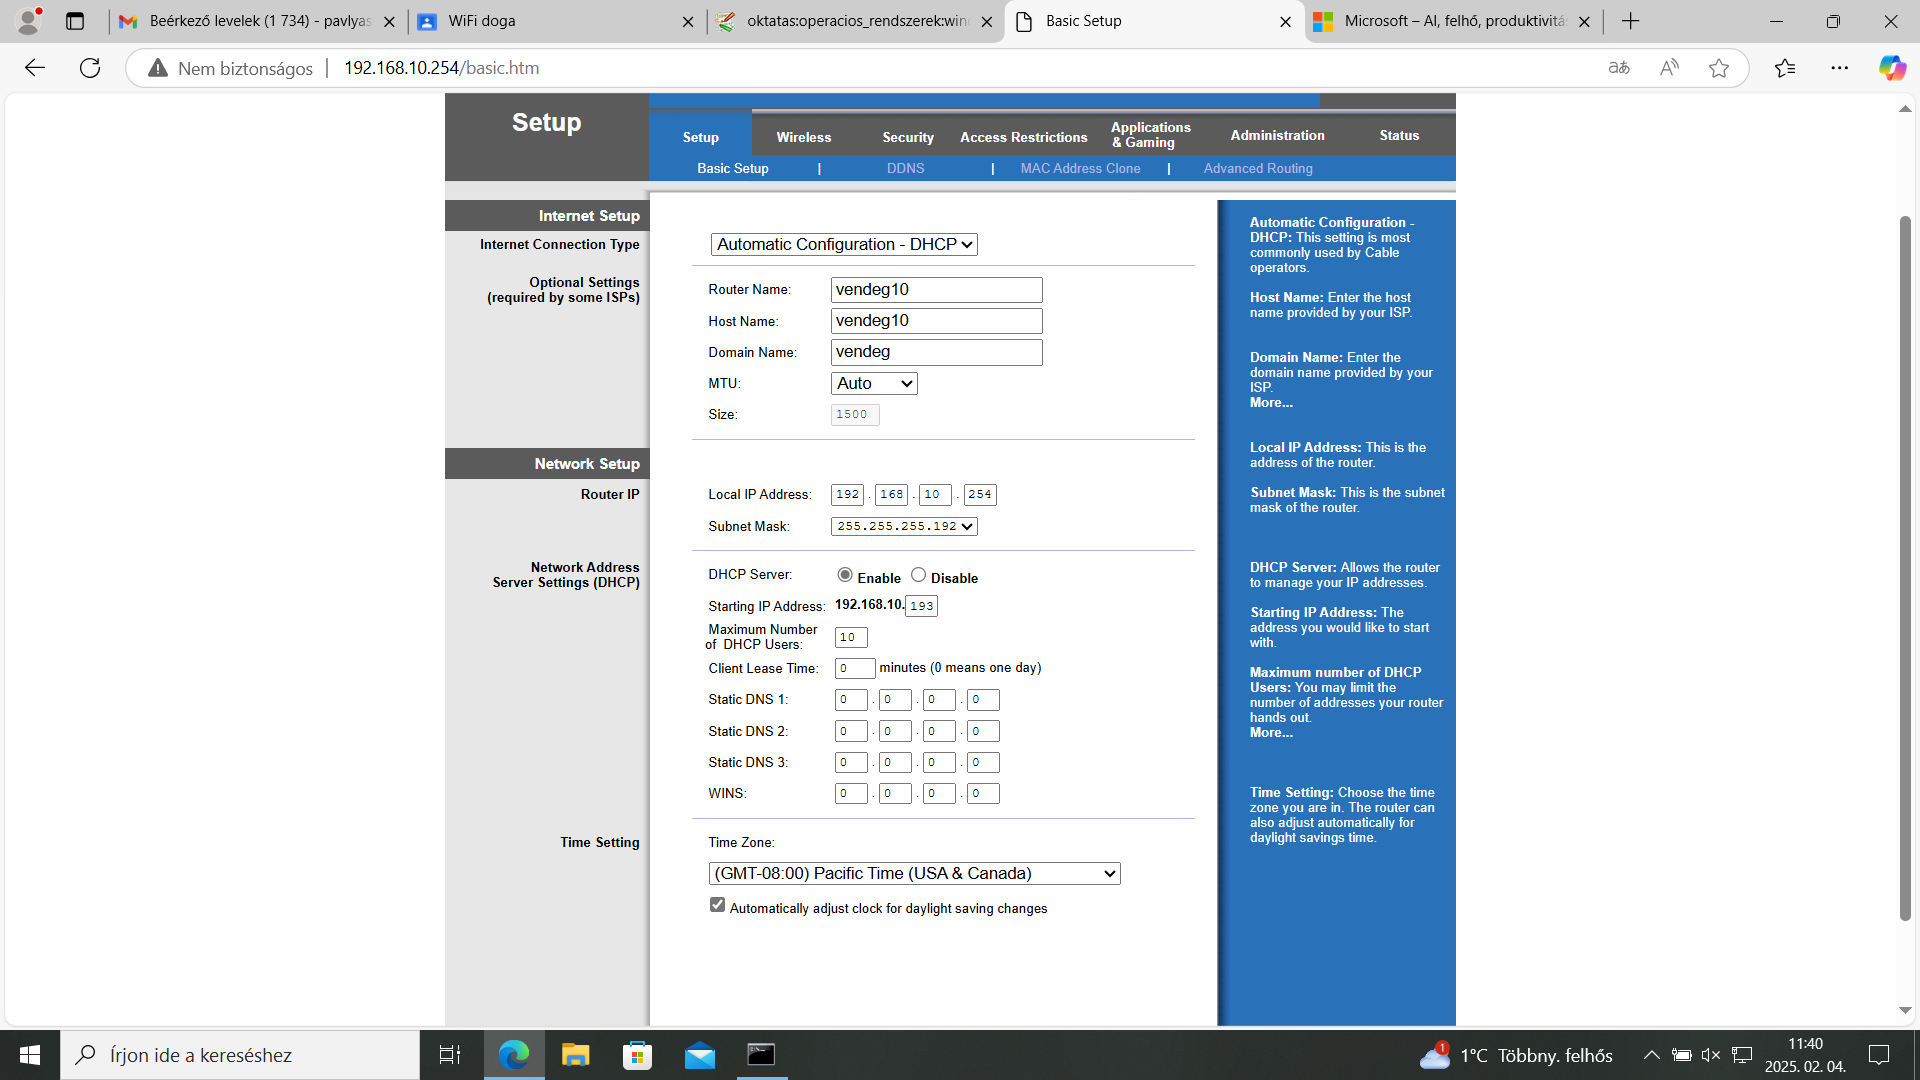 Beérkező levelek (1 734) - pavlyas
WiFi doga
oktatas:operacios_rendszerek:win
Basic Setup
Microsoft – AI, felhő, produktivitá
Nem biztonságos
192.168.10.254/basic.htm
Setup
Setup
Wireless
Security
Access Restrictions
Applications
& Gaming
Administration
Status
Basic Setup | DDNS | MAC Address Clone | Advanced Routing
Internet Setup
Internet Connection Type
Automatic Configuration - DHCP
Optional Settings
(required by some ISPs)
Router Name: vendeg10
Host Name: vendeg10
Domain Name: vendeg
MTU: Auto
Size: 1500
Network Setup
Router IP
Local IP Address: 192 . 168 . 10 . 254
Subnet Mask: 255.255.255.192
Network Address
Server Settings (DHCP)
DHCP Server: Enable Disable
Starting IP Address: 192.168.10. 193
Maximum Number
of DHCP Users: 10
Client Lease Time: 0 minutes (0 means one day)
Static DNS 1: 0 . 0 . 0 . 0
Static DNS 2: 0 . 0 . 0 . 0
Static DNS 3: 0 . 0 . 0 . 0
WINS: 0 . 0 . 0 . 0
Time Setting
Time Zone:
(GMT-08:00) Pacific Time (USA & Canada)
Automatically adjust clock for daylight saving changes
Automatic Configuration -
DHCP: This setting is most
commonly used by Cable
operators.
Host Name: Enter the host
name provided by your ISP.
Domain Name: Enter the
domain name provided by your
ISP.
More...
Local IP Address: This is the
address of the router.
Subnet Mask: This is the subnet
mask of the router.
DHCP Server: Allows the router
to manage your IP addresses.
Starting IP Address: The
address you would like to start
with.
Maximum number of DHCP
Users: You may limit the
number of addresses your router
hands out.
More...
Time Setting: Choose the time
zone you are in. The router can
also adjust automatically for
daylight savings time.
Írjon ide a kereséshez
1
1°C Többny. felhős
11:40
2025. 02. 04.